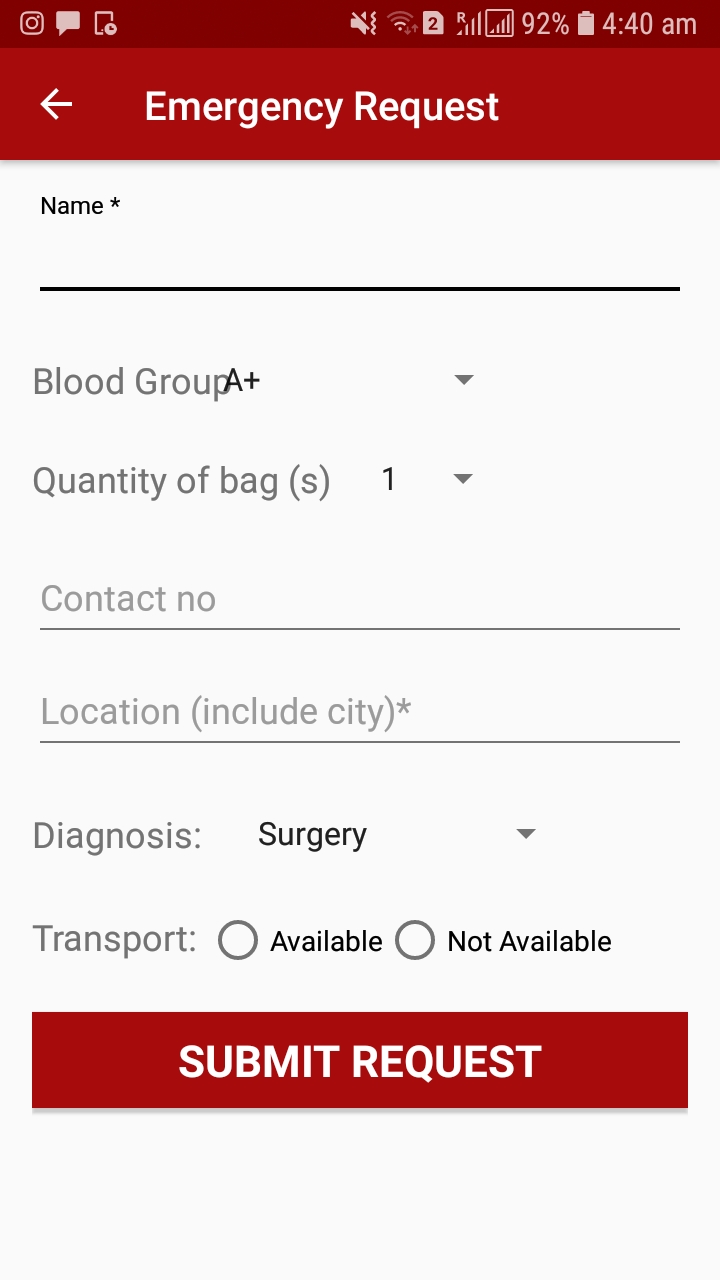 2 R 92% 4:40 am
Emergency Request
Name *
Blood Group A+
Quantity of bag (s) 1
Contact no
Location (include city)*
Diagnosis: Surgery
Transport: Available Not Available
SUBMIT REQUEST